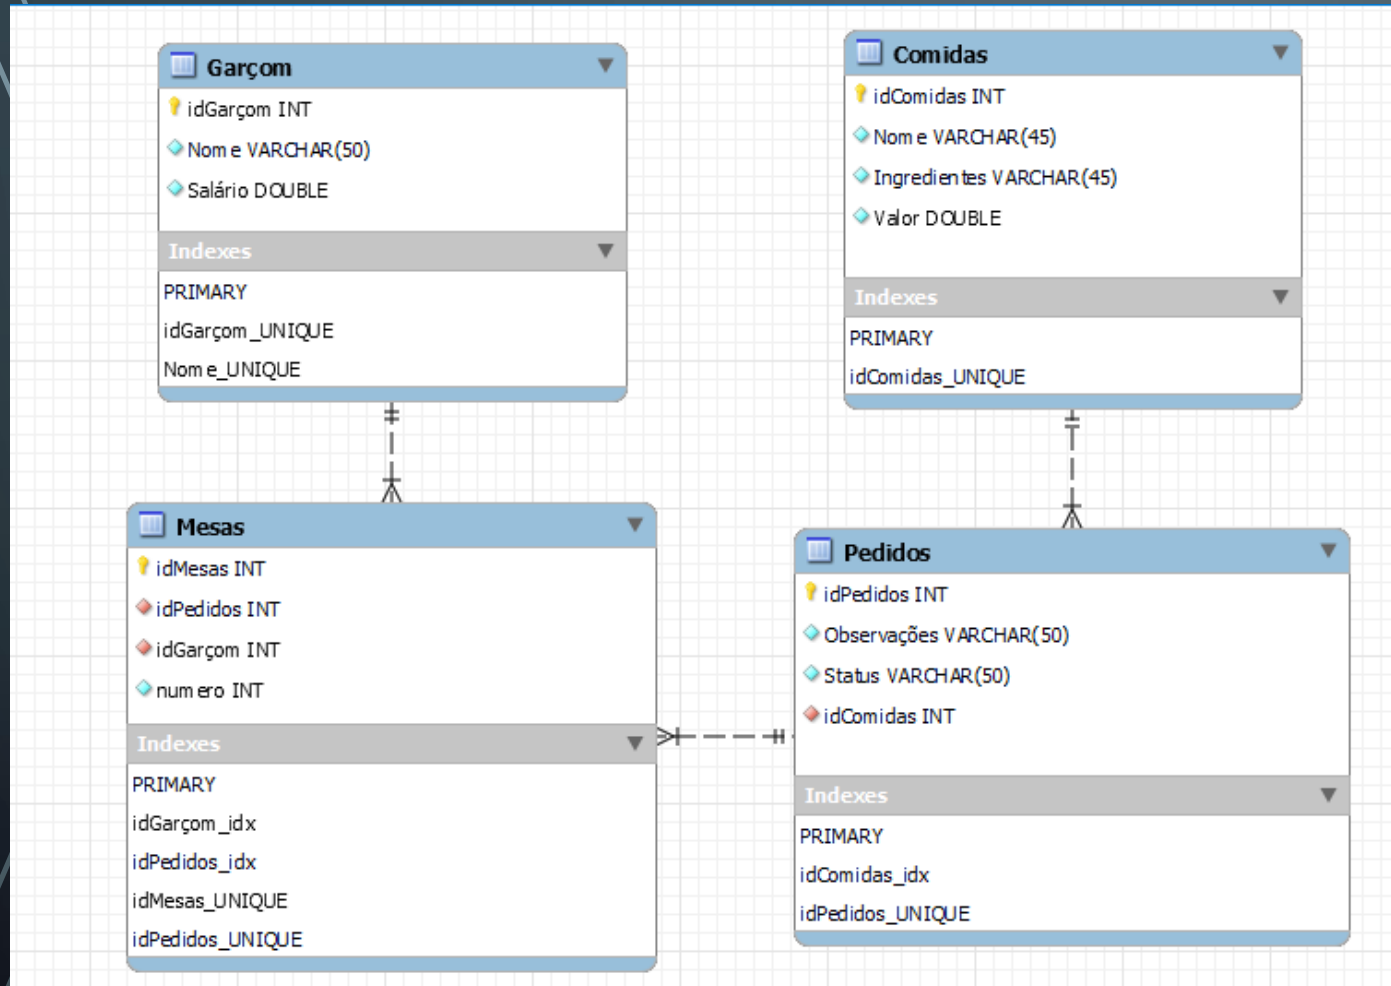 Garçom
idGarçom INT
Nome VARCHAR(50)
Salário DOUBLE
Indexes
PRIMARY
idGarçom_UNIQUE
Nome_UNIQUE
Comidas
idComidas INT
Nome VARCHAR(45)
Ingredientes VARCHAR(45)
Valor DOUBLE
Indexes
PRIMARY
idComidas_UNIQUE
Mesas
idMesas INT
idPedidos INT
idGarçom INT
numero INT
Indexes
PRIMARY
idGarçom_idx
idPedidos_idx
idMesas_UNIQUE
idPedidos_UNIQUE
Pedidos
idPedidos INT
Observações VARCHAR(50)
Status VARCHAR(50)
idComidas INT
Indexes
PRIMARY
idComidas_idx
idPedidos_UNIQUE